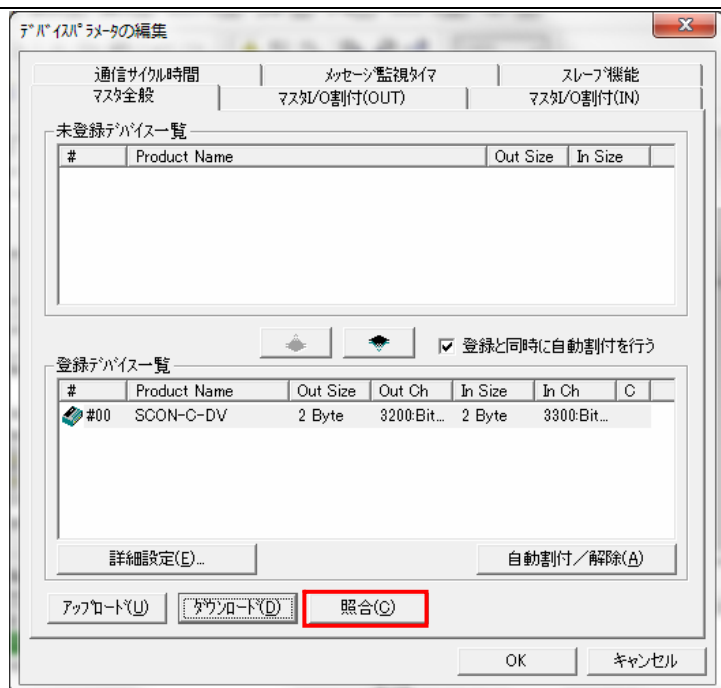 ﾃﾞﾊﾞｲｽﾊﾟﾗﾒｰﾀの編集
通信サイクル時間 メッセージ監視タイマ スレーブ機能
マスタ全般 マスタI/O割付(OUT) マスタI/O割付(IN)
未登録デバイス一覧
# Product Name Out Size In Size
登録と同時に自動割付を行う
登録デバイス一覧
# Product Name Out Size Out Ch In Size In Ch C
#00 SCON-C-DV 2 Byte 3200:Bit... 2 Byte 3300:Bit...
詳細設定(E)... 自動割付／解除(A)
アップロード(U) ダウンロード(D) 照合(C)
OK キャンセル